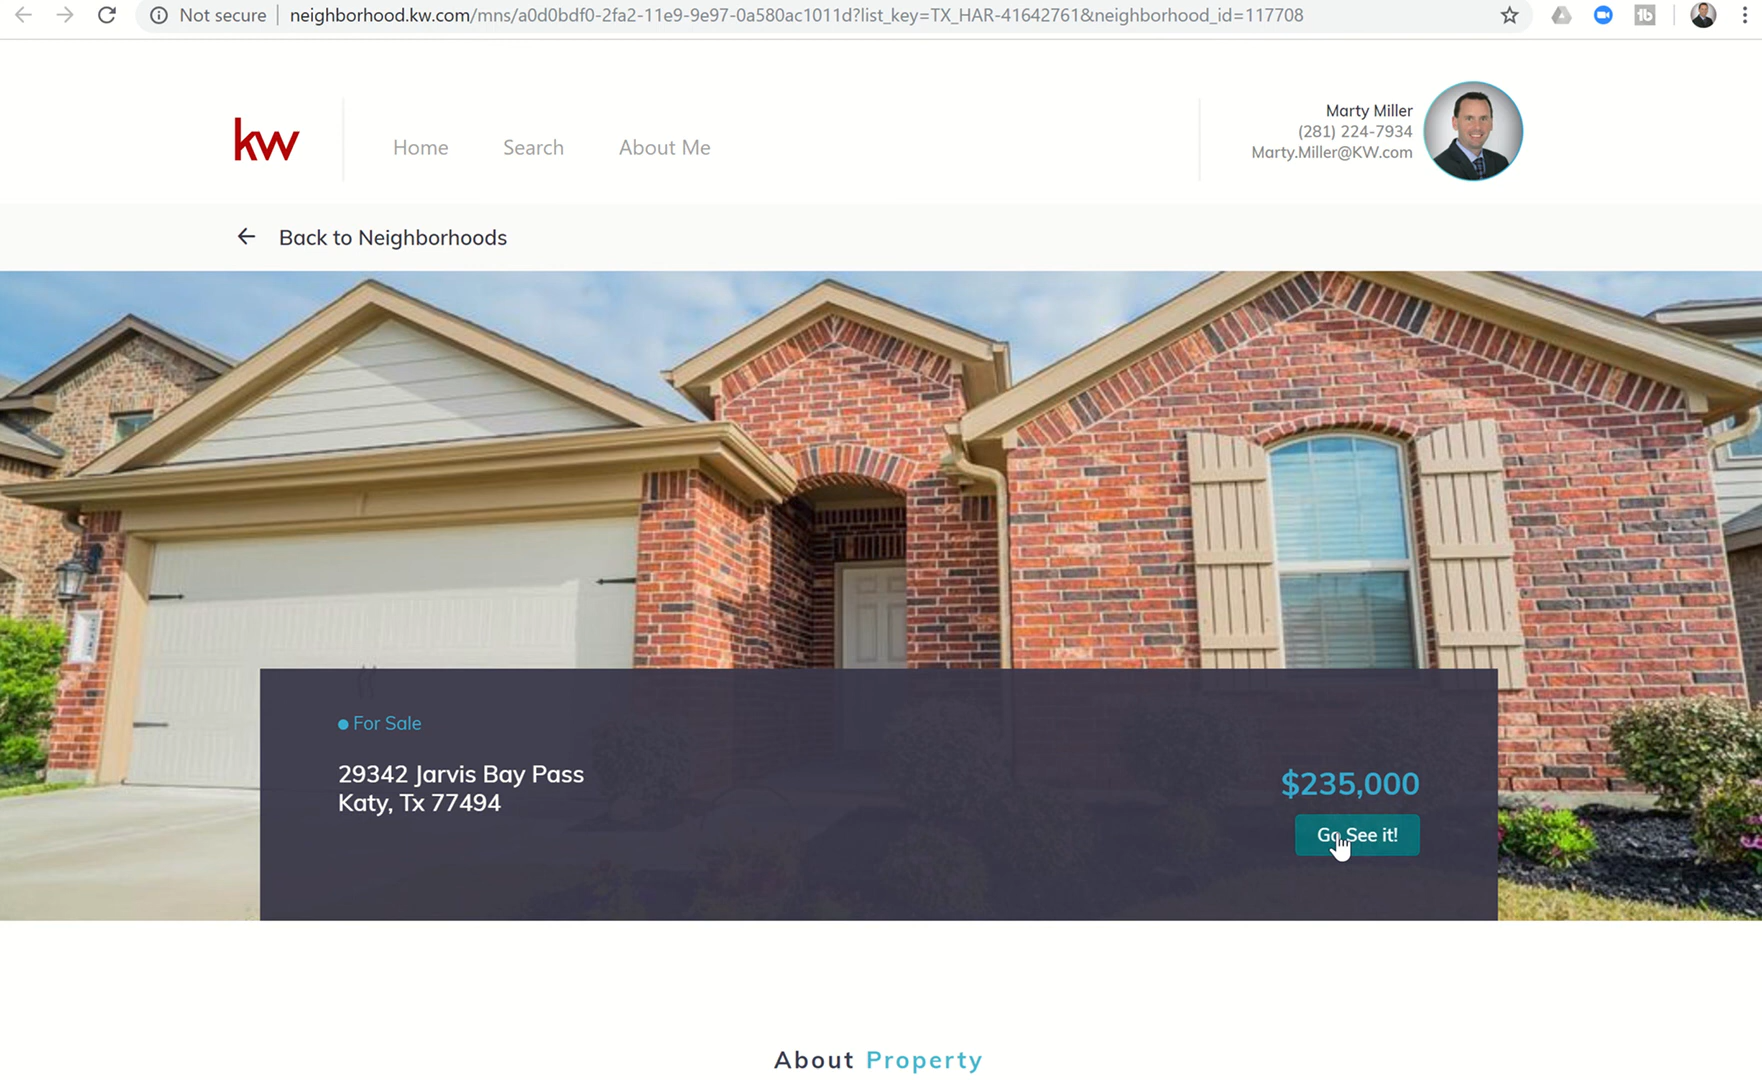 Not secure
neighborhood.kw.com/mns/a0d0bdf0-2fa2-11e9-9e97-0a580ac1011d?list_key=TX_HAR-41642761&neighborhood_id=117708
kw
Home
Search
About Me
Marty Miller
(281) 224-7934
Marty.Miller@KW.com
Back to Neighborhoods
For Sale
29342 Jarvis Bay Pass
Katy, Tx 77494
$235,000
Go See it!
About Property